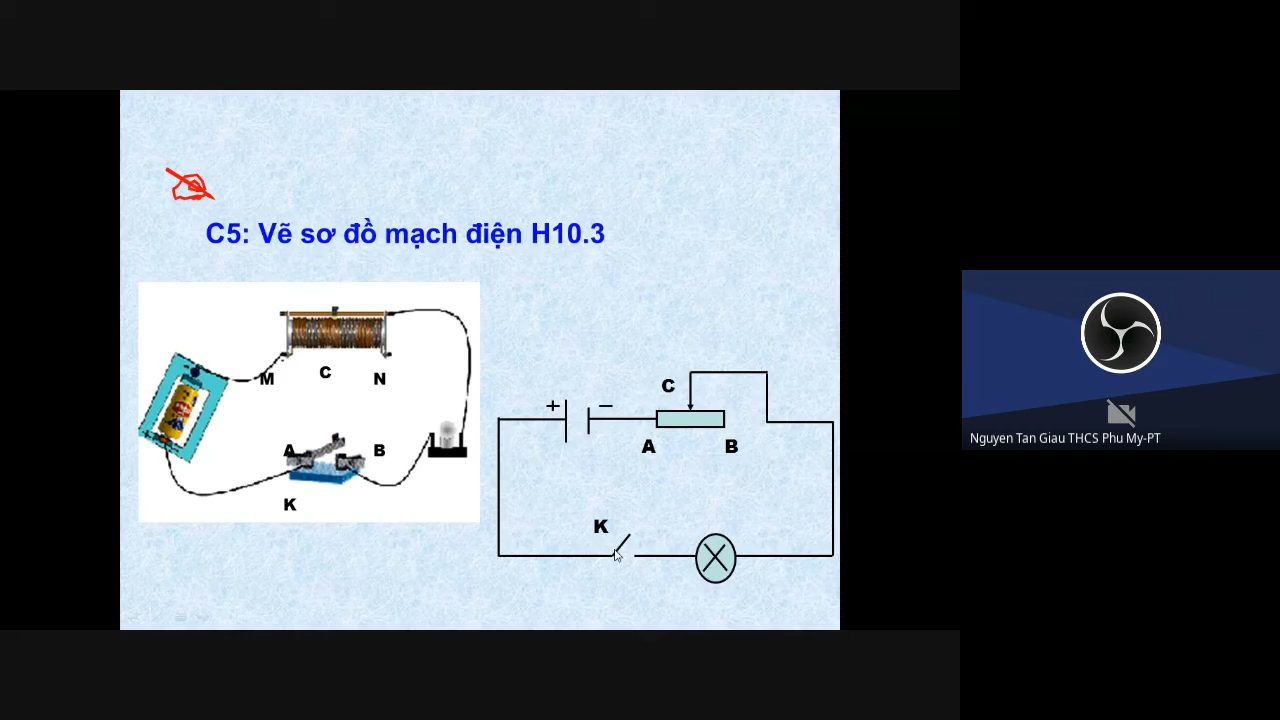 C5: Vẽ sơ đồ mạch điện H10.3
M
C
N
A
B
K
C
+
−
A
B
K
Nguyen Tan Giau THCS Phu My-PT